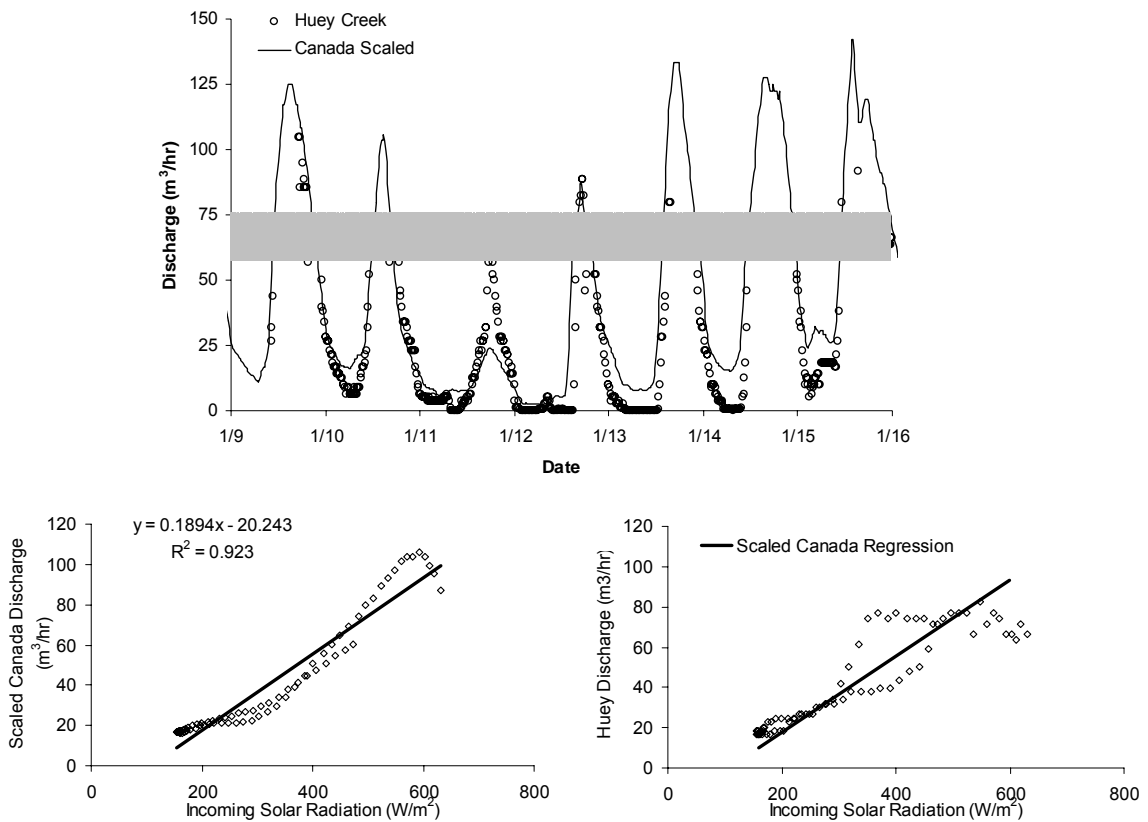 150
125
100
75
50
25
0
Discharge (m³/hr)
Huey Creek
Canada Scaled
1/9 1/10 1/11 1/12 1/13 1/14 1/15 1/16
Date
y = 0.1894x - 20.243
R² = 0.923
120
100
80
60
40
20
0
Scaled Canada Discharge
(m³/hr)
0 200 400 600 800
Incoming Solar Radiation (W/m²)
Scaled Canada Regression
120
100
80
60
40
20
0
Huey Discharge (m3/hr)
0 200 400 600 800
Incoming Solar Radiation (W/m²)